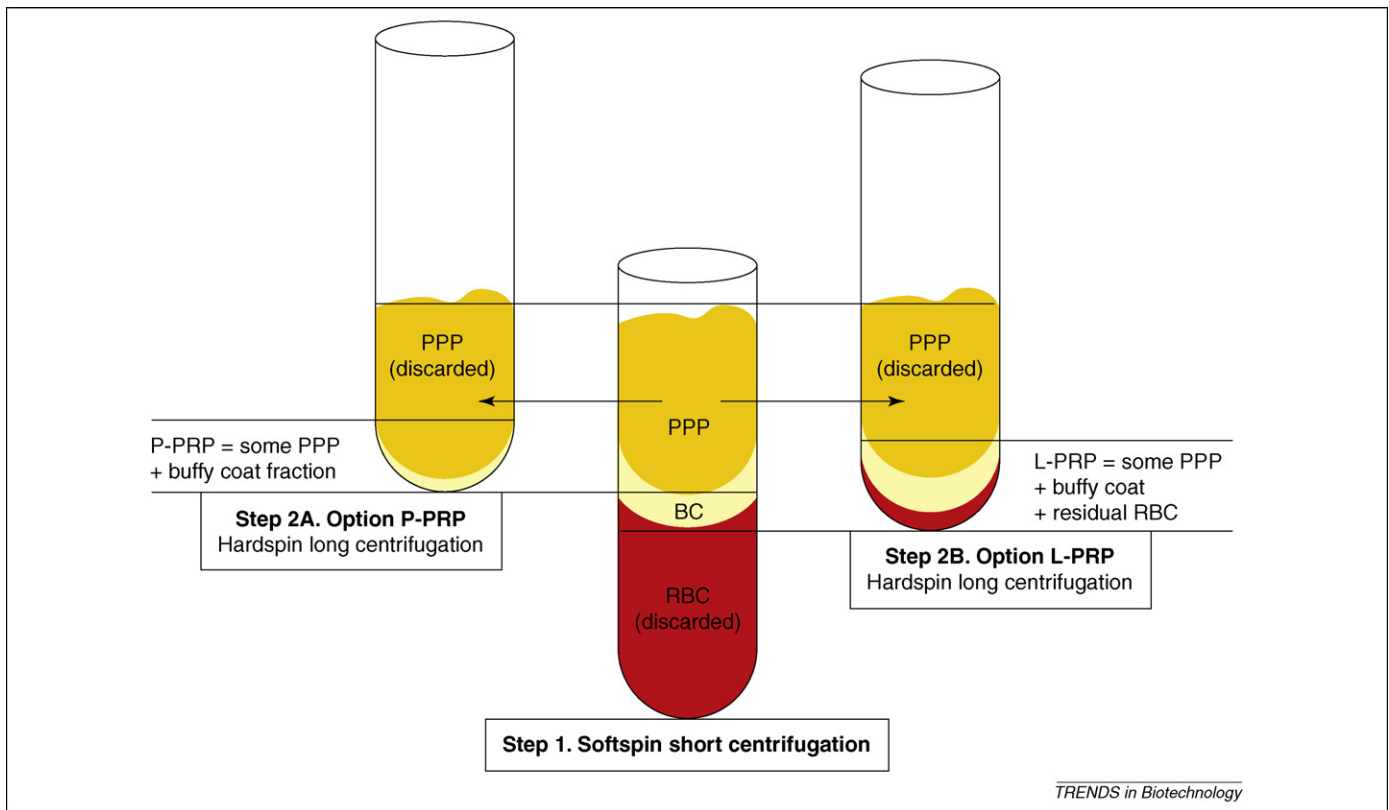 PPP
(discarded)
P-PRP = some PPP
+ buffy coat fraction
Step 2A. Option P-PRP
Hardspin long centrifugation
PPP
BC
RBC
(discarded)
Step 1. Softspin short centrifugation
PPP
(discarded)
L-PRP = some PPP
+ buffy coat
+ residual RBC
Step 2B. Option L-PRP
Hardspin long centrifugation
TRENDS in Biotechnology